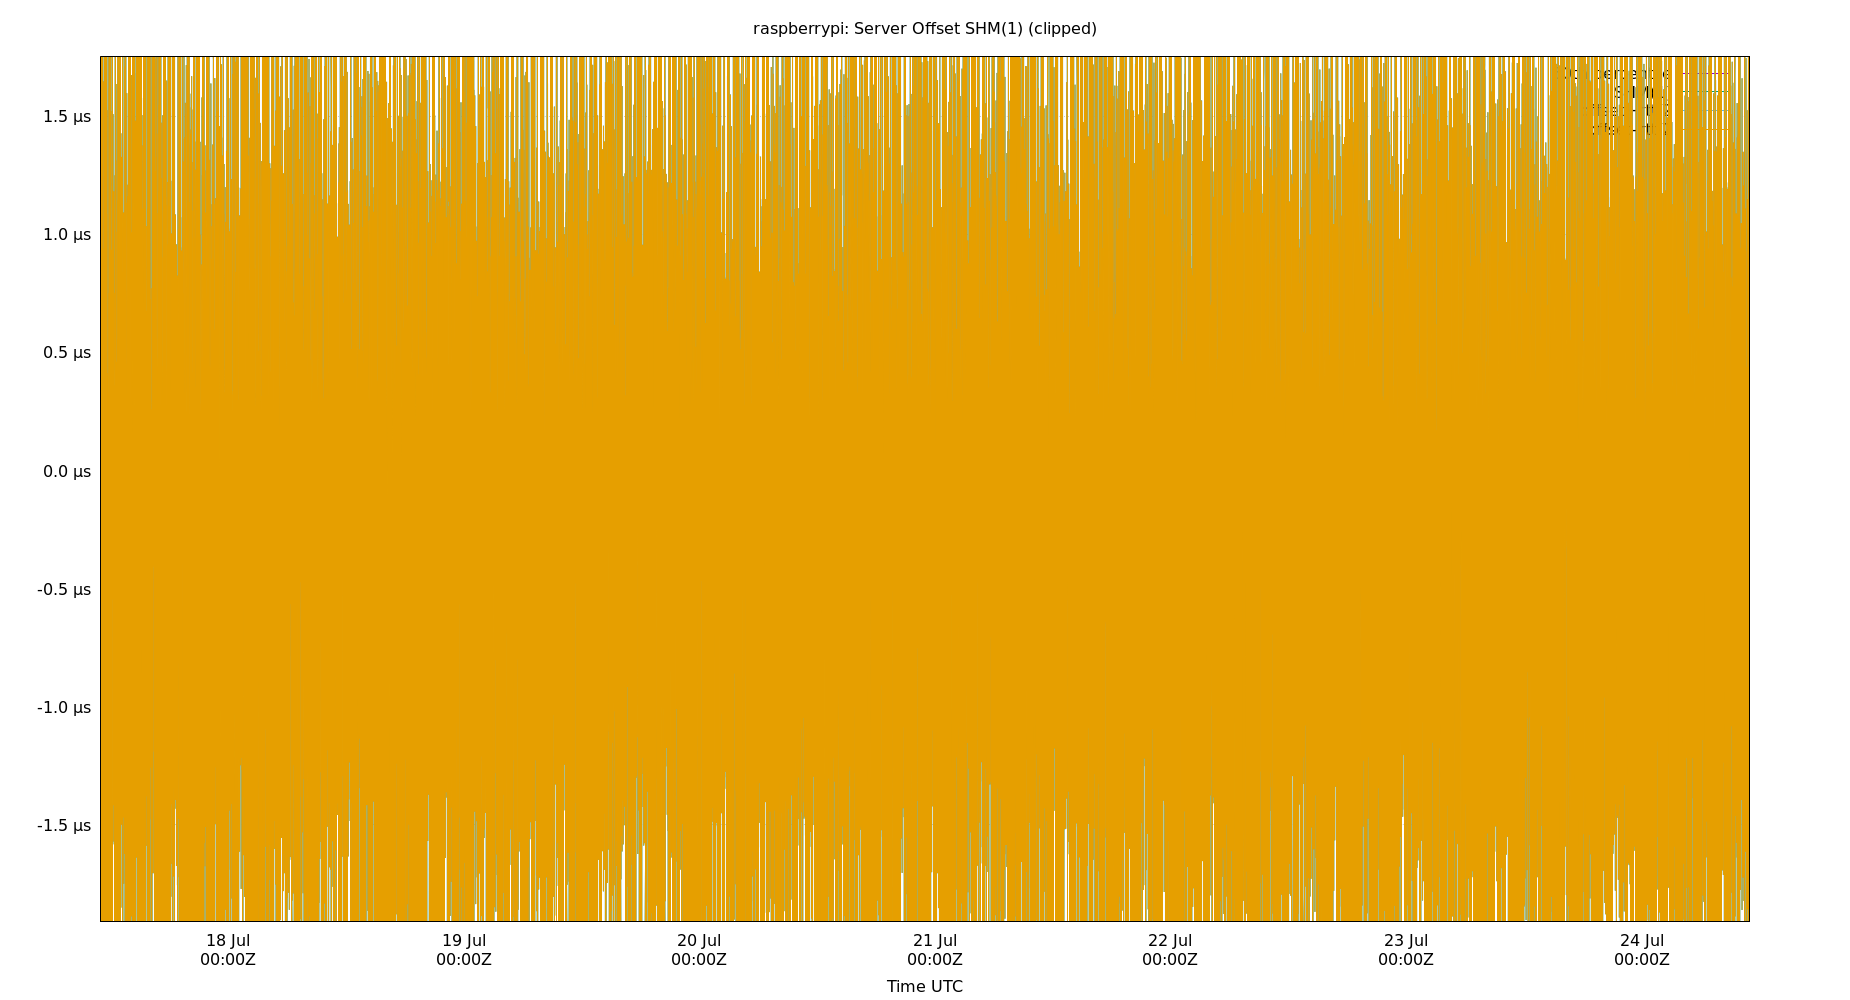 raspberrypi: Server Offset SHM(1) (clipped)
1.5 µs
1.0 µs
0.5 µs
0.0 µs
-0.5 µs
-1.0 µs
-1.5 µs
18 Jul
00:00Z
19 Jul
00:00Z
20 Jul
00:00Z
21 Jul
00:00Z
22 Jul
00:00Z
23 Jul
00:00Z
24 Jul
00:00Z
Time UTC